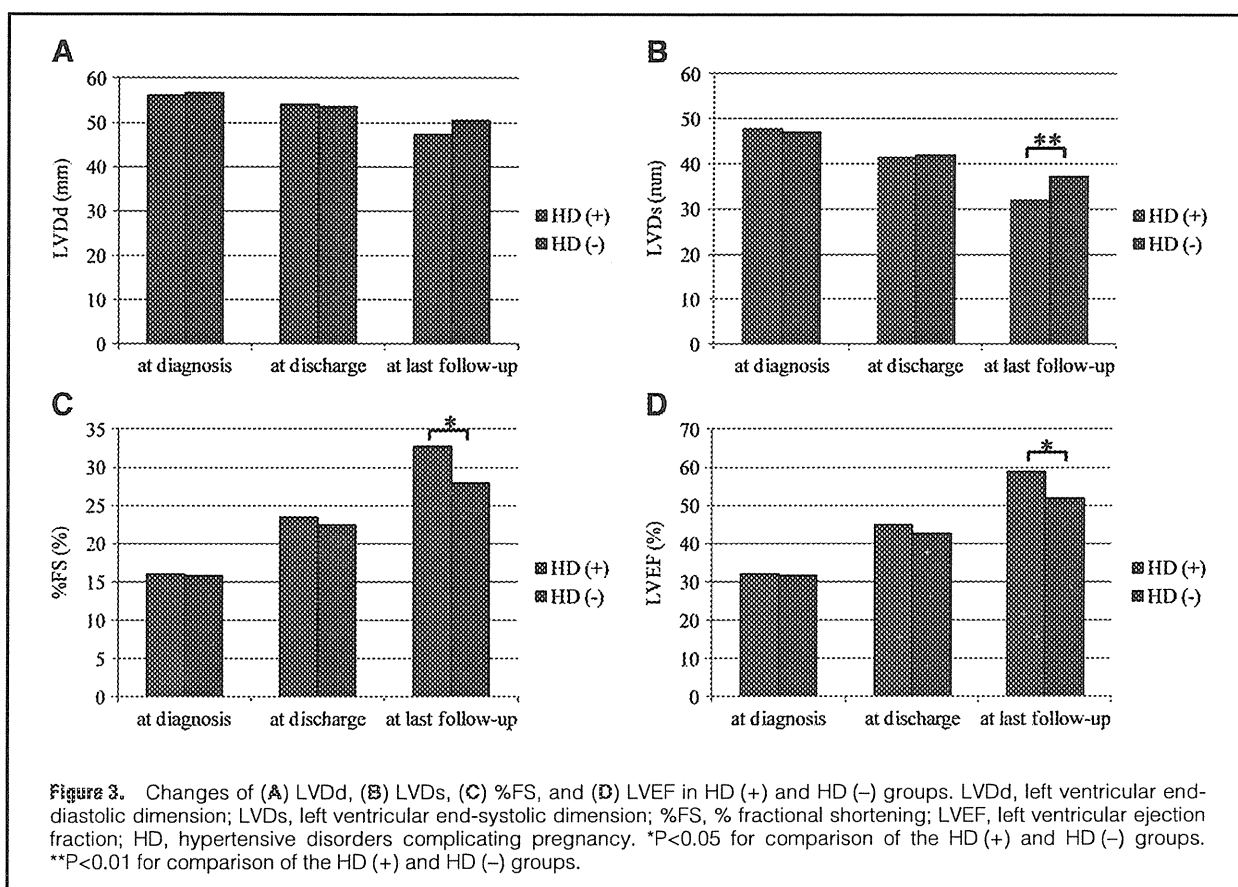 A
60
50
40
30
20
10
0
LVDd (mm)
at diagnosis at discharge at last follow-up
HD (+)
HD (-)
B
60
50
40
30
20
10
0
LVDs (mm)
**
at diagnosis at discharge at last follow-up
HD (+)
HD (-)
C
35
30
25
20
15
10
5
0
%FS (%)
*
at diagnosis at discharge at last follow-up
HD (+)
HD (-)
D
70
60
50
40
30
20
10
0
LVEF (%)
*
at diagnosis at discharge at last follow-up
HD (+)
HD (-)
Figure 3. Changes of (A) LVDd, (B) LVDs, (C) %FS, and (D) LVEF in HD (+) and HD (–) groups. LVDd, left ventricular end-
diastolic dimension; LVDs, left ventricular end-systolic dimension; %FS, % fractional shortening; LVEF, left ventricular ejection
fraction; HD, hypertensive disorders complicating pregnancy. *P<0.05 for comparison of the HD (+) and HD (–) groups.
**P<0.01 for comparison of the HD (+) and HD (–) groups.